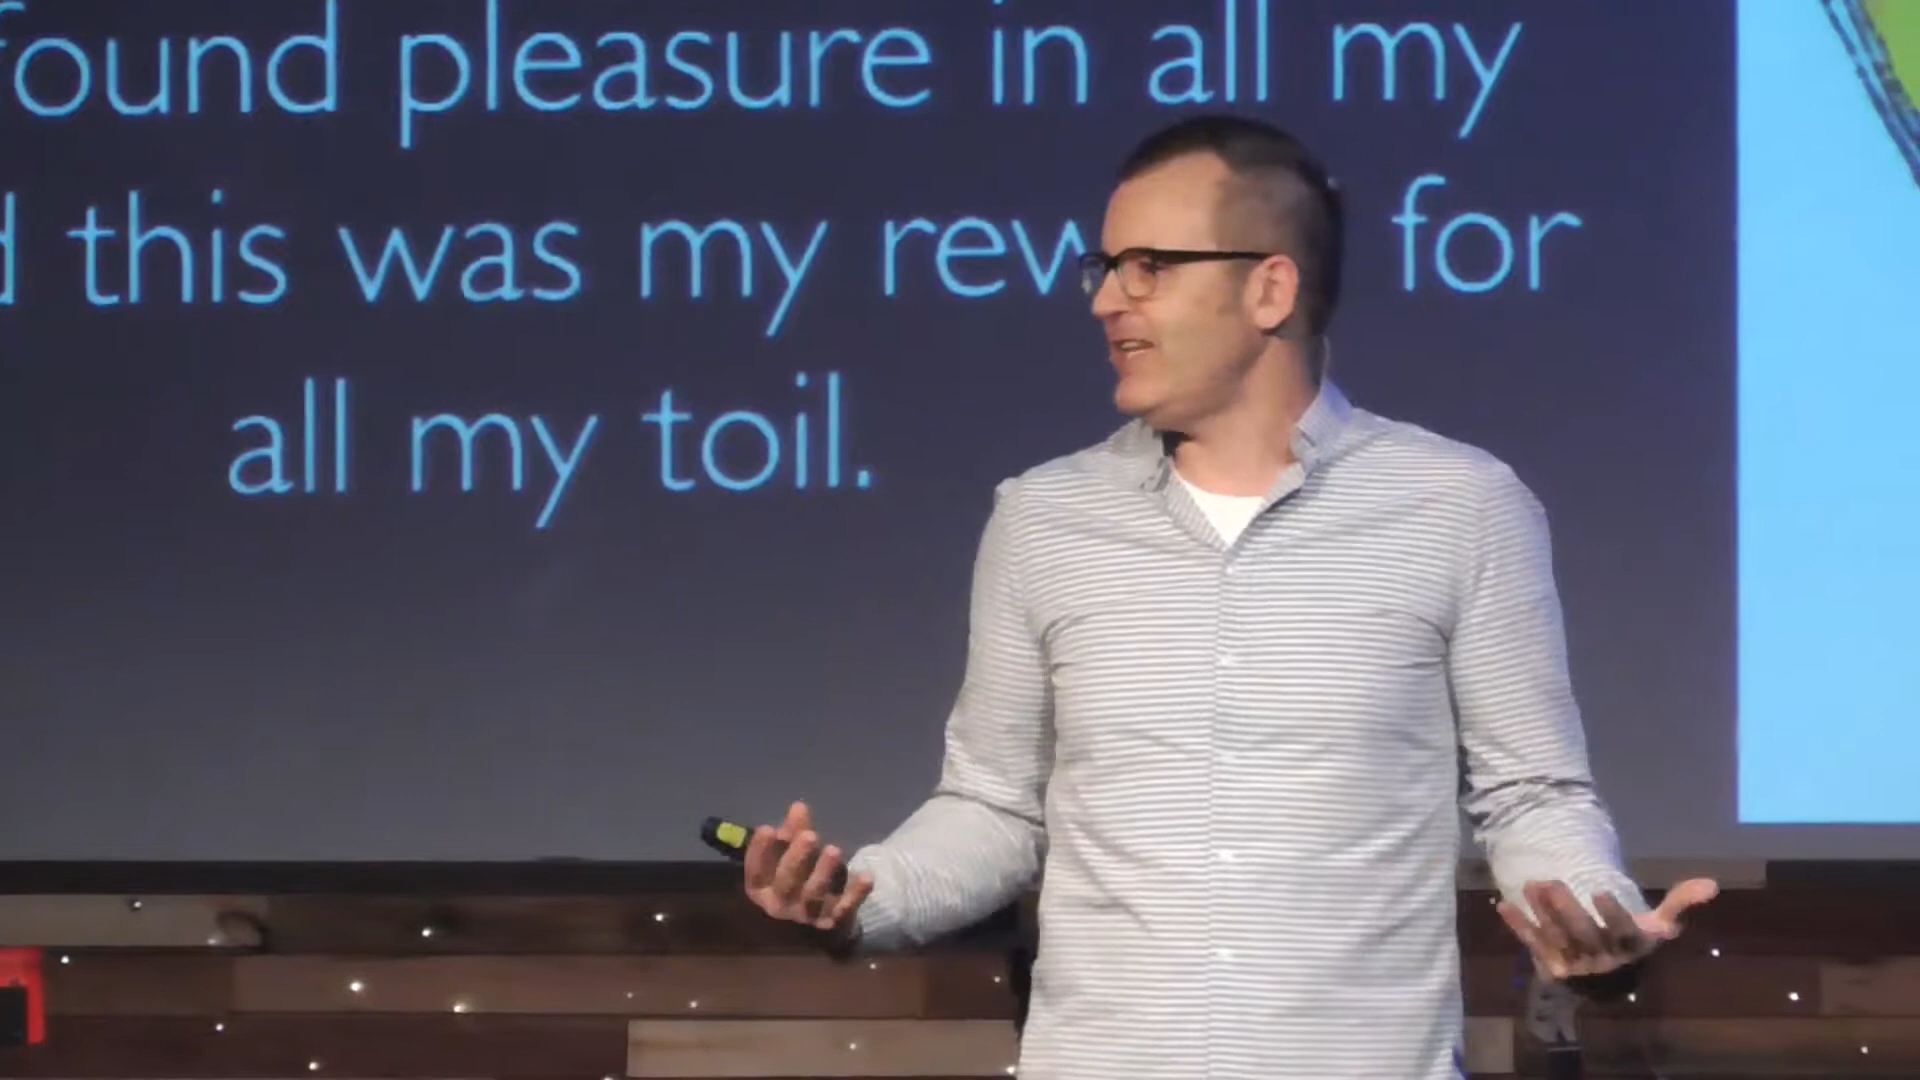 found pleasure in all my
this was my for
all my toil.